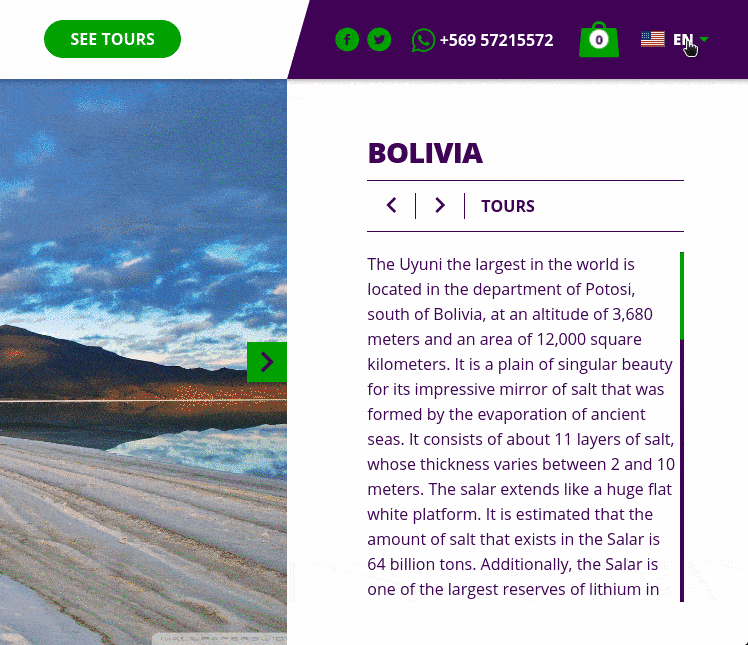 SEE TOURS
+569 57215572
0
EN
BOLIVIA
TOURS
The Uyuni the largest in the world is
located in the department of Potosi,
south of Bolivia, at an altitude of 3,680
meters and an area of 12,000 square
kilometers. It is a plain of singular beauty
for its impressive mirror of salt that was
formed by the evaporation of ancient
seas. It consists of about 11 layers of salt,
whose thickness varies between 2 and 10
meters. The salar extends like a huge flat
white platform. It is estimated that the
amount of salt that exists in the Salar is
64 billion tons. Additionally, the Salar is
one of the largest reserves of lithium in